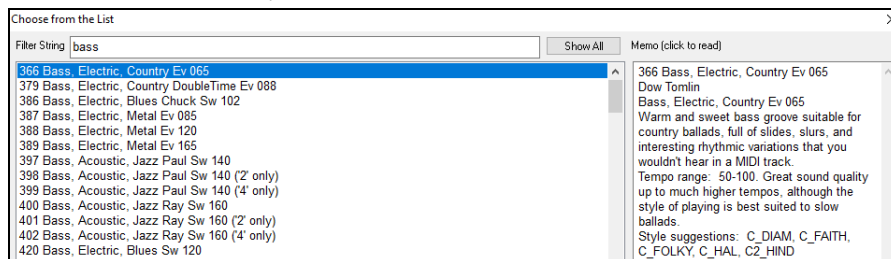 Choose from the List
Filter String bass Show All Memo (click to read)
366 Bass, Electric, Country Ev 065
379 Bass, Electric, Country DoubleTime Ev 088
386 Bass, Electric, Blues Chuck Sw 102
387 Bass, Electric, Metal Ev 085
388 Bass, Electric, Metal Ev 120
389 Bass, Electric, Metal Ev 165
397 Bass, Acoustic, Jazz Paul Sw 140
398 Bass, Acoustic, Jazz Paul Sw 140 ('2' only)
399 Bass, Acoustic, Jazz Paul Sw 140 ('4' only)
400 Bass, Acoustic, Jazz Ray Sw 160
401 Bass, Acoustic, Jazz Ray Sw 160 ('2' only)
402 Bass, Acoustic, Jazz Ray Sw 160 ('4' only)
420 Bass, Electric, Blues Sw 120
366 Bass, Electric, Country Ev 065
Dow Tomlin
Bass, Electric, Country Ev 065
Warm and sweet bass groove suitable for
country ballads, full of slides, slurs, and
interesting rhythmic variations that you
wouldn't hear in a MIDI track.
Tempo range: 50-100. Great sound quality
up to much higher tempos, although the
style of playing is best suited to slow
ballads.
Style suggestions: C_DIAM, C_FAITH,
C_FOLKY, C_HAL, C2_HIND